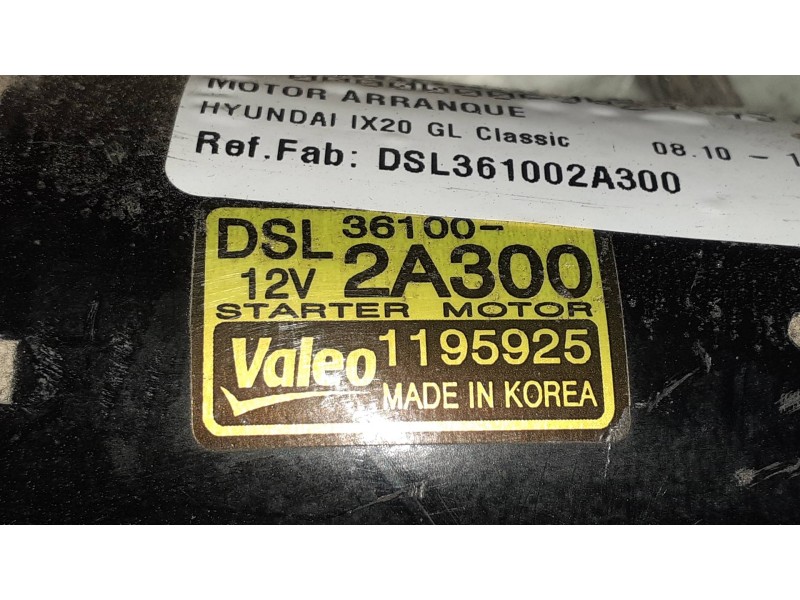 MOTOR ARRANQUE
HYUNDAI IX20 GL Classic 08.10 -
Ref.Fab: DSL361002A300
DSL 36100-
12V 2A300
STARTER MOTOR
Valeo 1195925
MADE IN KOREA